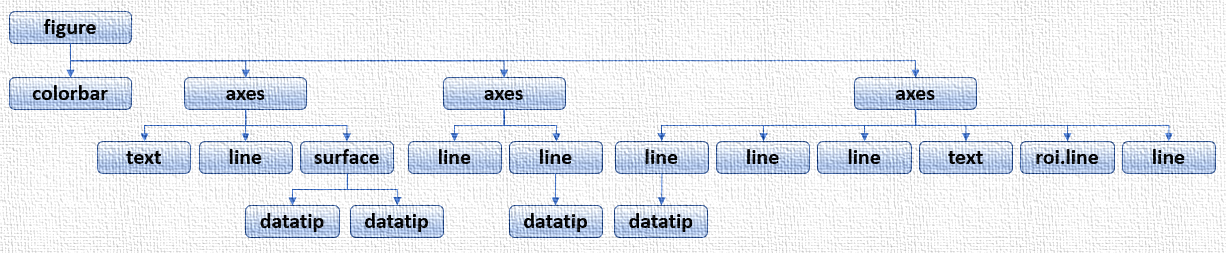 figure
colorbar axes axes axes
text line surface line line line line line text roi.line line
datatip datatip datatip datatip